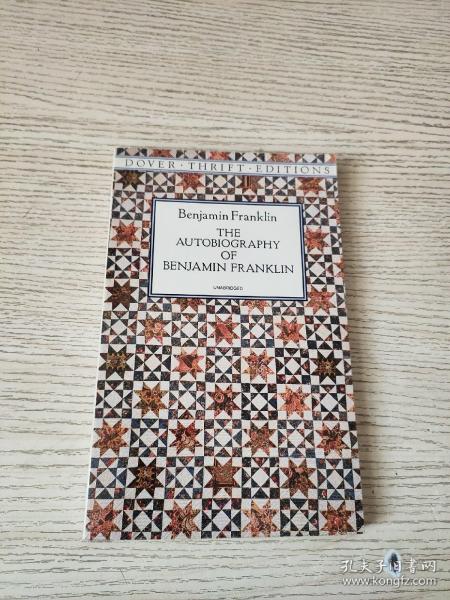 DOVER · THRIFT · EDITIONS
Benjamin Franklin
THE
AUTOBIOGRAPHY
OF
BENJAMIN FRANKLIN
UNABRIDGED
孔夫子旧书网
www.kongfz.com